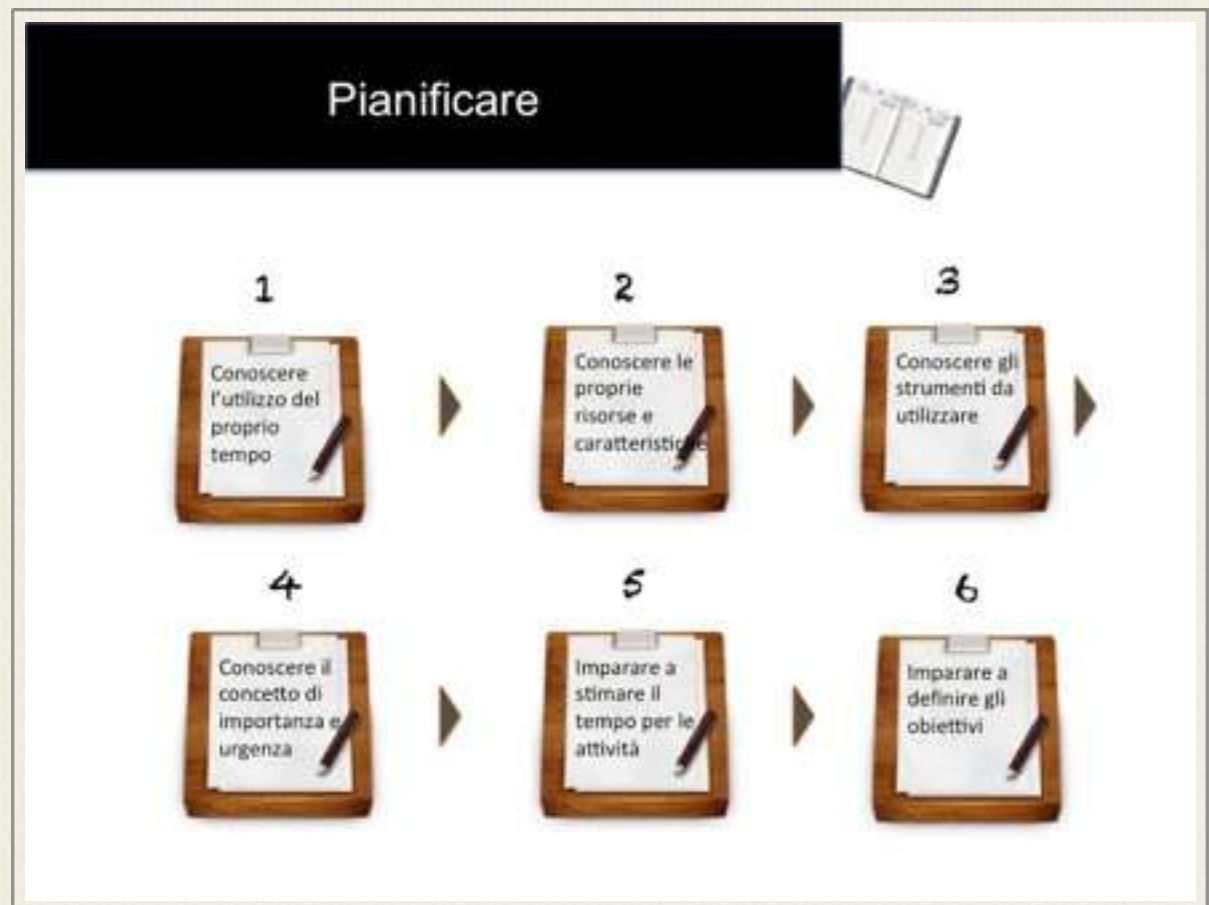 Pianificare
1
Conoscere
l'utilizzo del
proprio
tempo
2
Conoscere le
proprie
risorse e
caratteristiche
3
Conoscere gli
strumenti da
utilizzare
4
Conoscere il
concetto di
importanza e
urgenza
5
Imparare a
stimare il
tempo per le
attività
6
Imparare a
definire gli
obiettivi